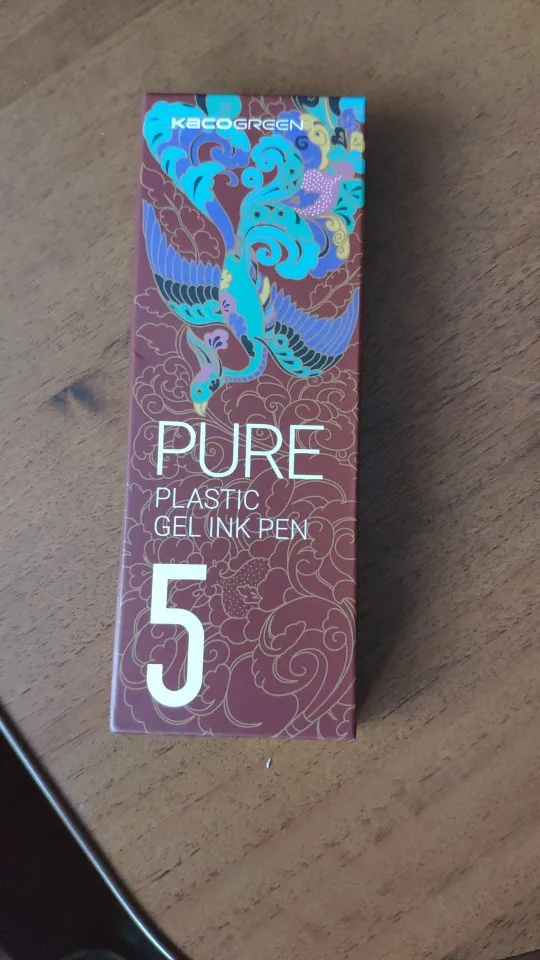 KACOGREEN
PURE
PLASTIC
GEL INK PEN
5